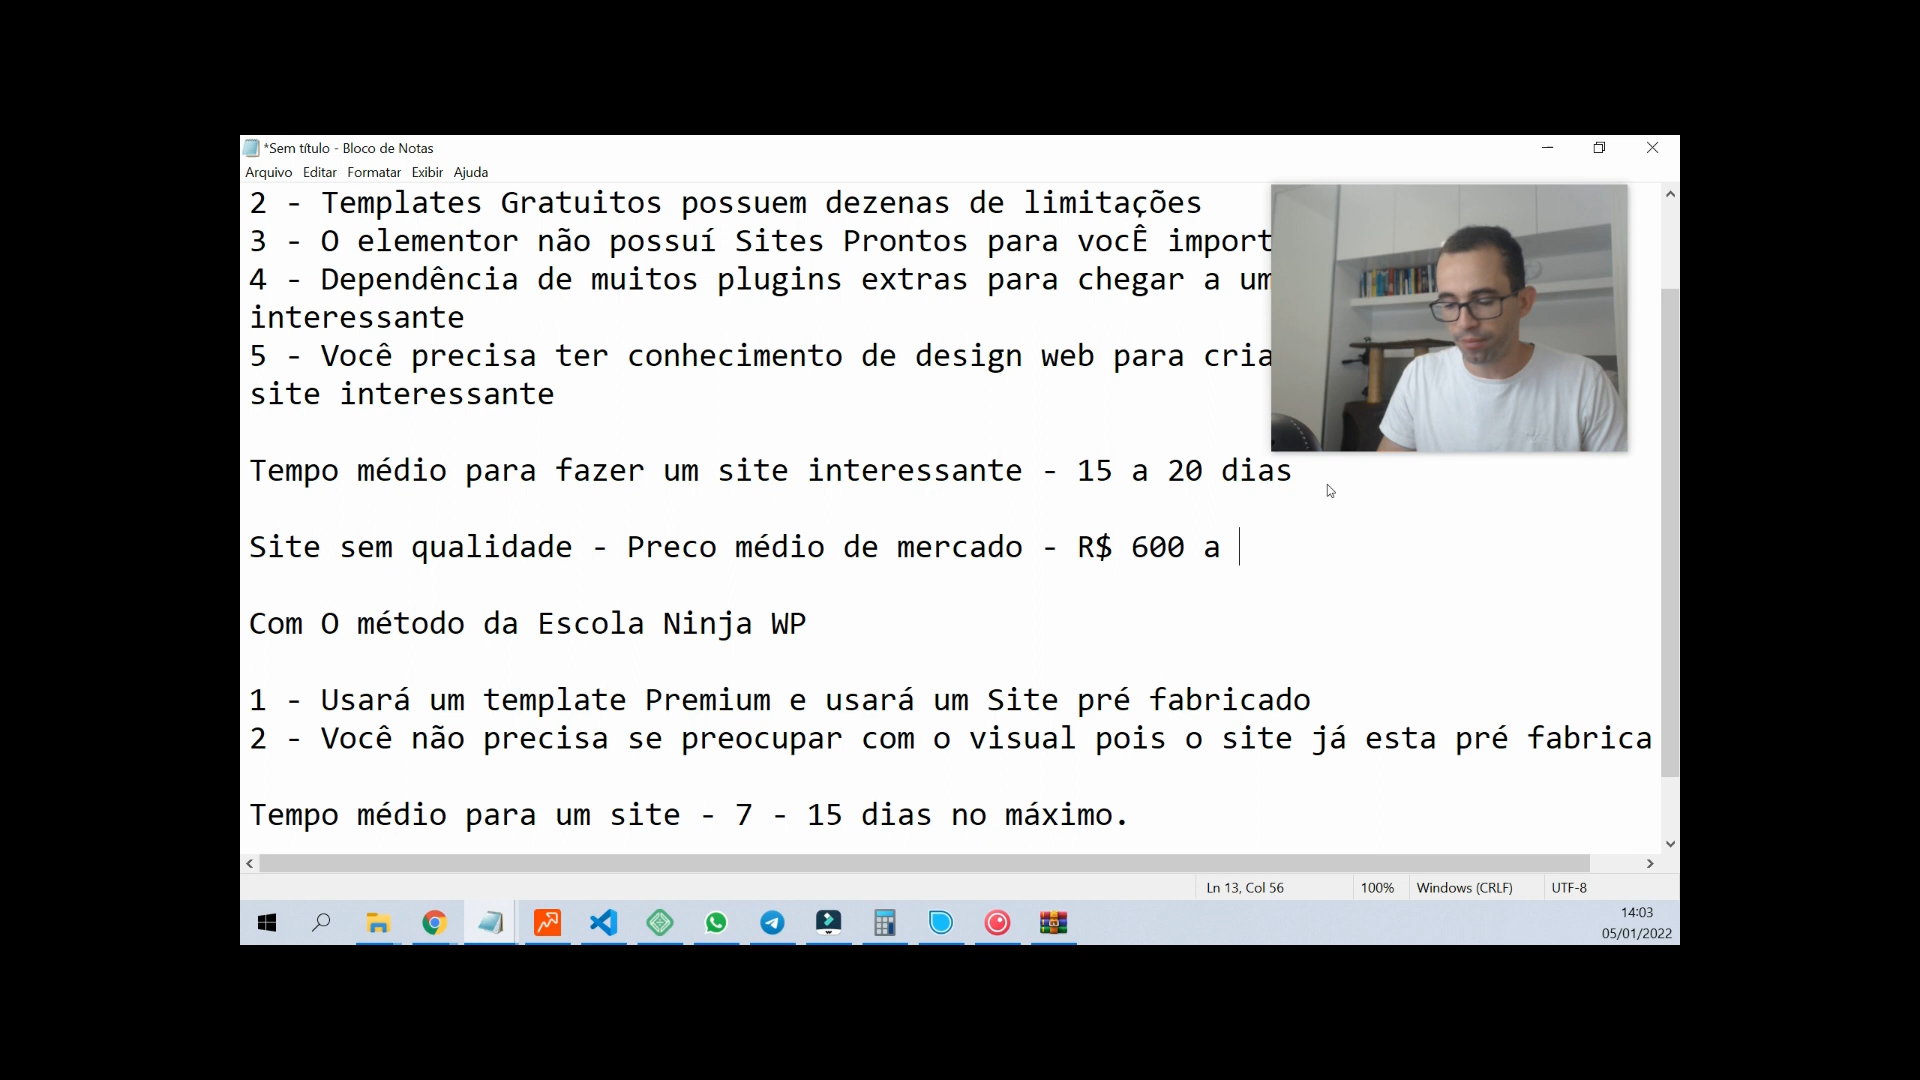 *Sem título - Bloco de Notas
Arquivo Editar Formatar Exibir Ajuda
2 - Templates Gratuitos possuem dezenas de limitações
3 - O elementor não possuí Sites Prontos para vocÊ import
4 - Dependência de muitos plugins extras para chegar a um
interessante
5 - Você precisa ter conhecimento de design web para cria
site interessante
Tempo médio para fazer um site interessante - 15 a 20 dias
Site sem qualidade - Preco médio de mercado - R$ 600 a
Com O método da Escola Ninja WP
1 - Usará um template Premium e usará um Site pré fabricado
2 - Você não precisa se preocupar com o visual pois o site já esta pré fabrica
Tempo médio para um site - 7 - 15 dias no máximo.
Ln 13, Col 56 100% Windows (CRLF) UTF-8
14:03
05/01/2022